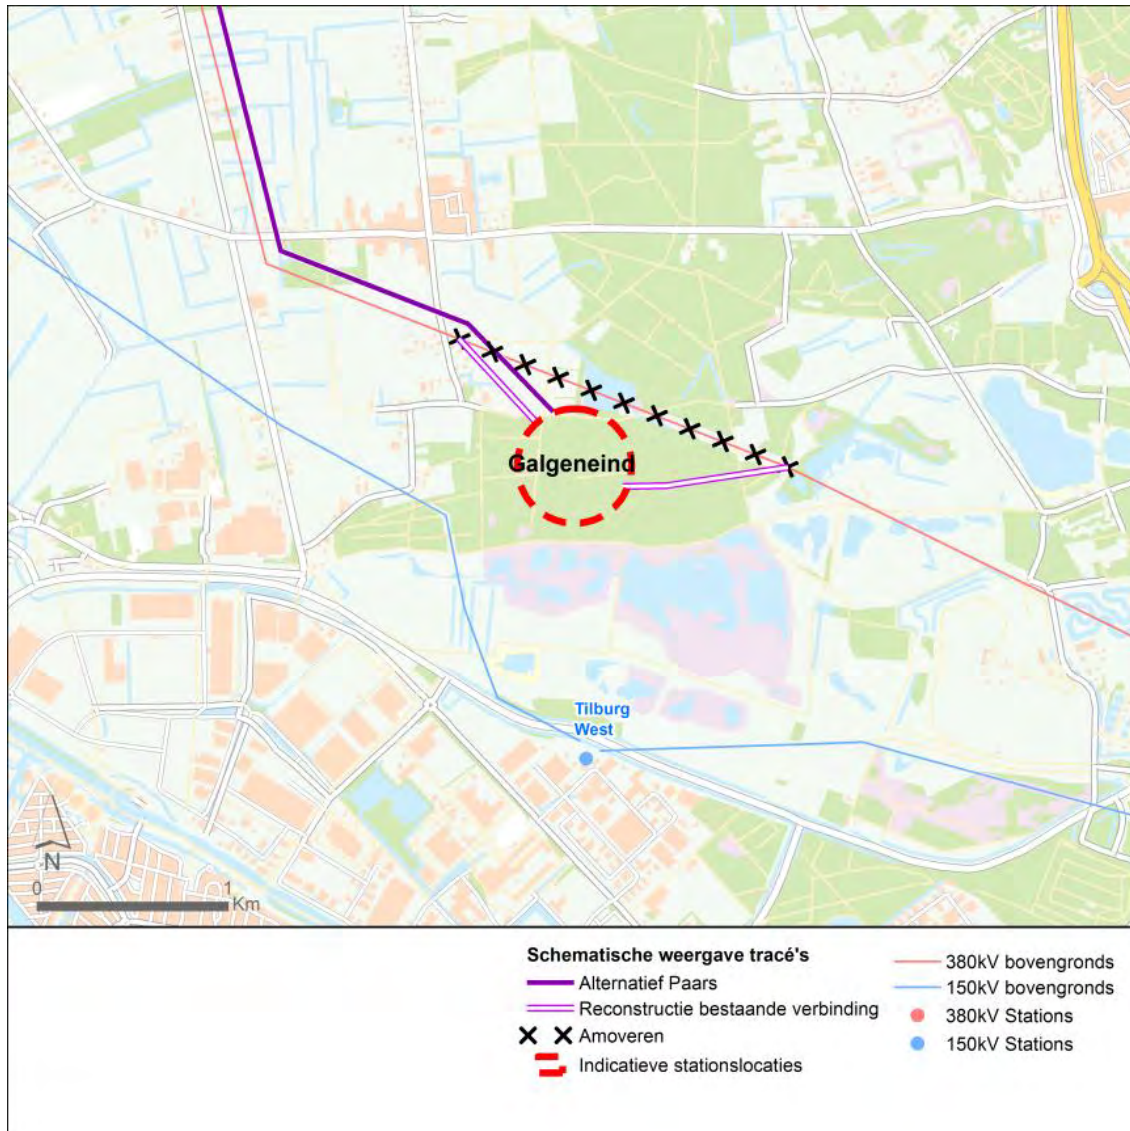 Galgeneind
Tilburg
West
N
0 1
Km
Schematische weergave tracé's
Alternatief Paars
Reconstructie bestaande verbinding
Amoveren
Indicatieve stationslocaties
380kV bovengronds
150kV bovengronds
380kV Stations
150kV Stations